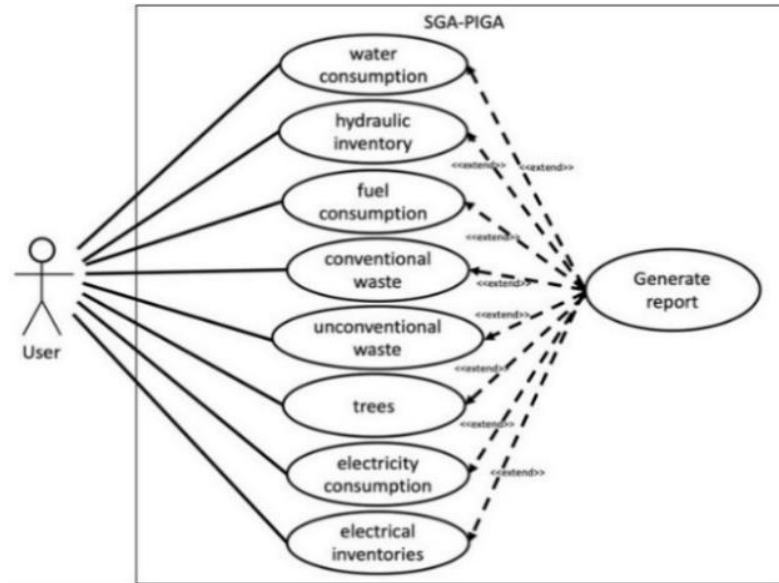 SGA-PIGA
water
consumption
hydraulic
inventory
<<extend>>
<<extend>>
fuel
consumption
<<extend>>
conventional
waste
<<extend>>
Generate
report
unconventional
waste
<<extend>>
User
trees
<<extend>>
<<extend>>
electricity
consumption
<<extend>>
electrical
inventories